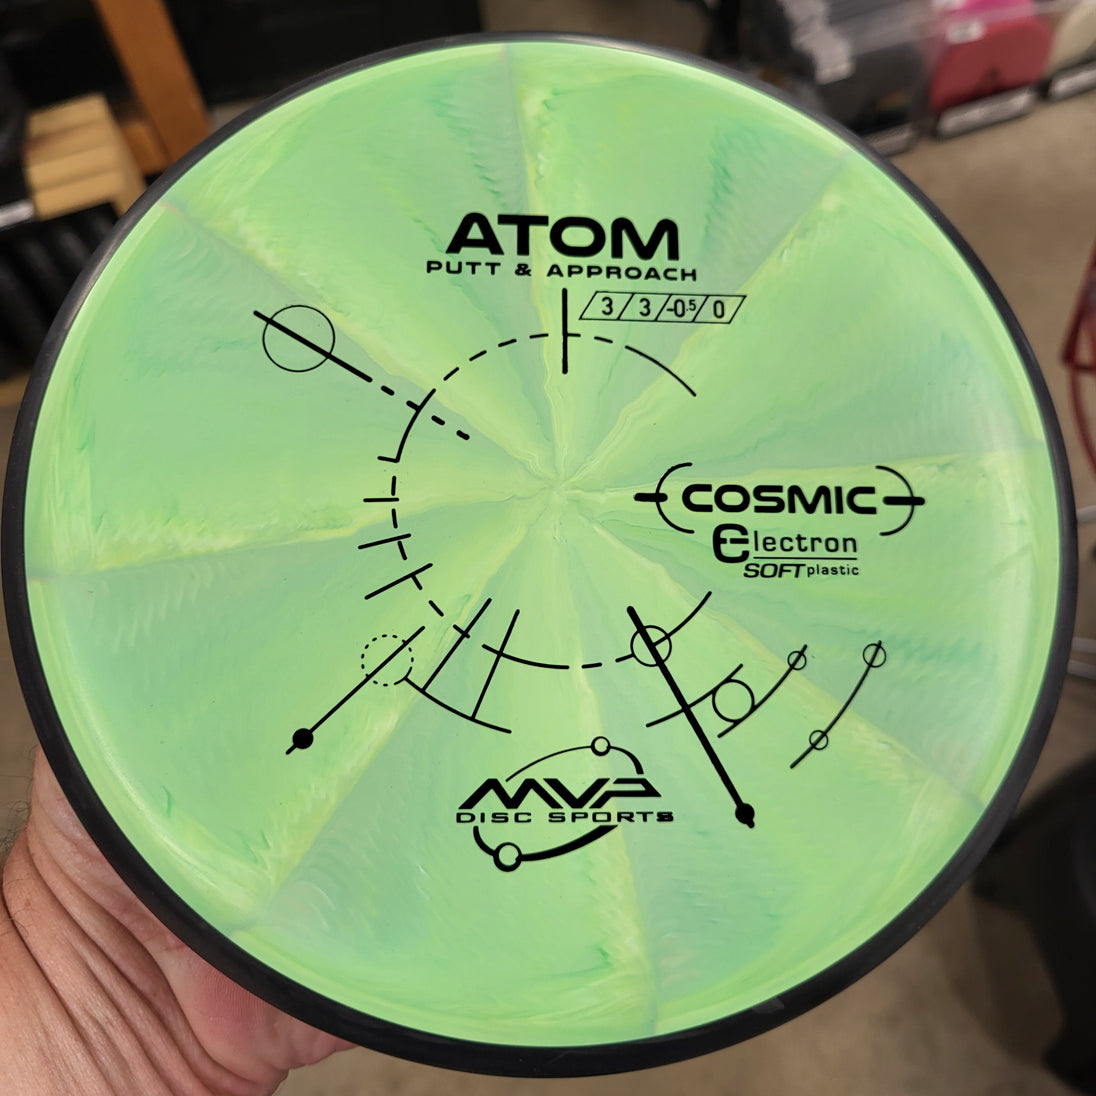 ATOM
PUTT & APPROACH
3 / 3 / -0.5 / 0
COSMIC
electron
SOFT plastic
MVP
DISC SPORTS